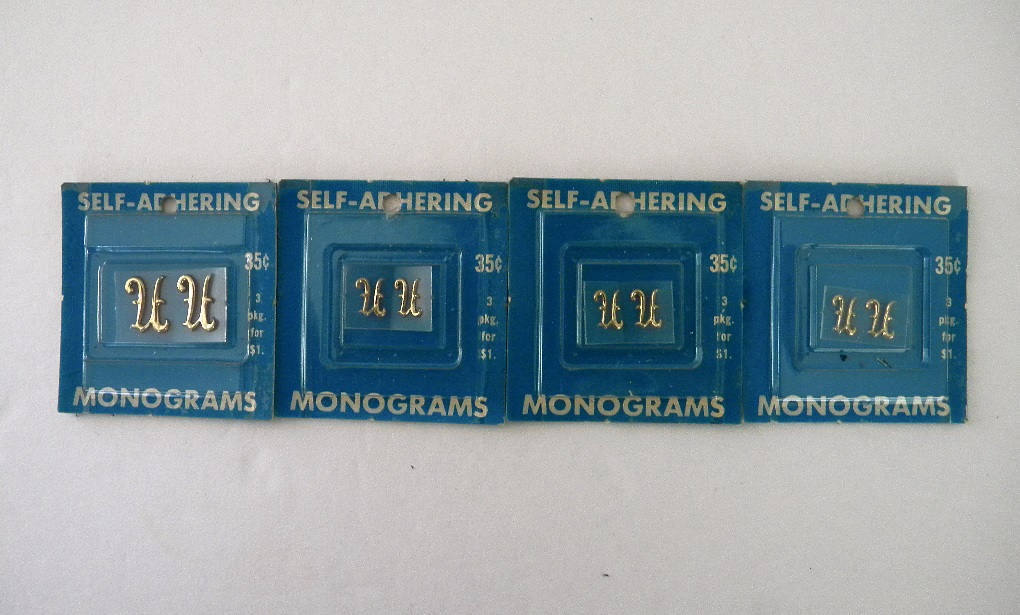 SELF-ADHERING
35¢
U U
3
pkg.
for
$1.
MONOGRAMS
SELF-ADHERING
35¢
U U
3
pkg.
for
$1.
MONOGRAMS
SELF-ADHERING
35¢
U U
3
pkg.
for
$1.
MONOGRAMS
SELF-ADHERING
35¢
U U
3
pkg.
for
$1.
MONOGRAMS